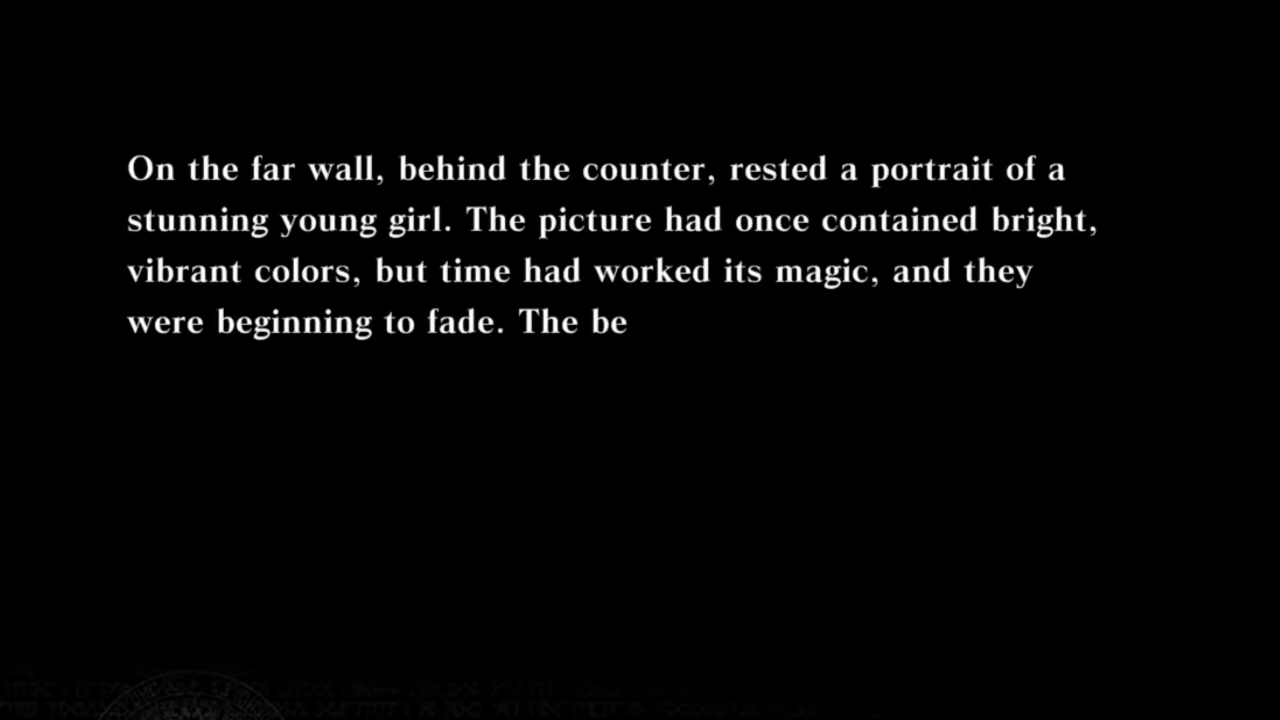 On the far wall, behind the counter, rested a portrait of a
stunning young girl. The picture had once contained bright,
vibrant colors, but time had worked its magic, and they
were beginning to fade. The be